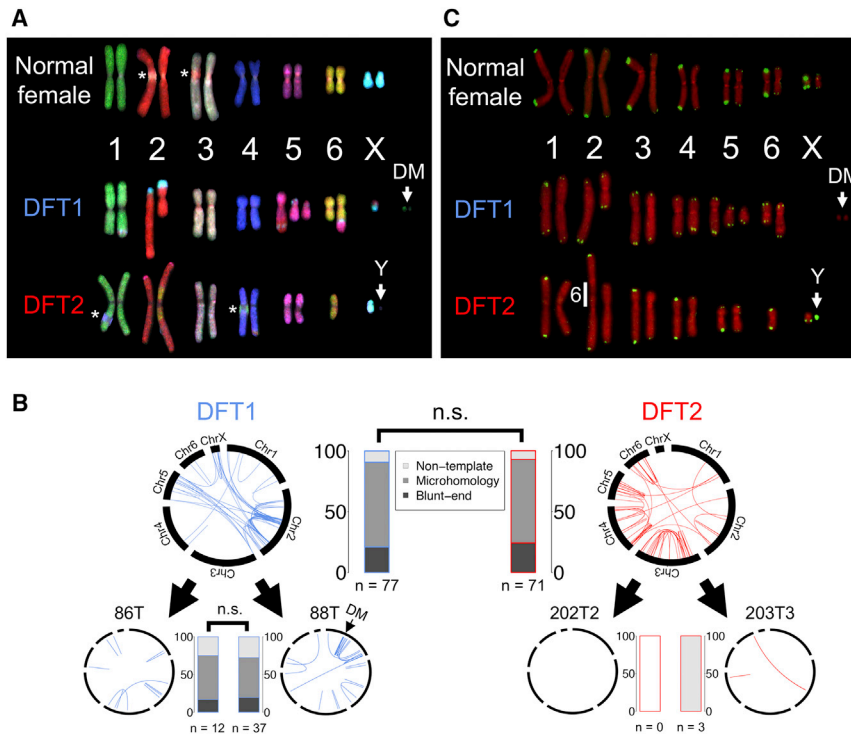 A
Normal
female
*
*
1 2 3 4 5 6 X
DM
DFT1
Y
DFT2
*
*
C
Normal
female
1 2 3 4 5 6 X
DM
DFT1
Y
DFT2
6
B
DFT1
Chr1
Chr2
Chr3
Chr4
Chr5
Chr6
ChrX
n.s.
100
50
0
n = 77
Non-template
Microhomology
Blunt-end
100
50
0
n = 71
DFT2
Chr1
Chr2
Chr3
Chr4
Chr5
Chr6
ChrX
86T
n.s.
100
50
0
n = 12 n = 37
88T
DM
202T2
100
50
0
n = 0 n = 3
100
50
0
203T3